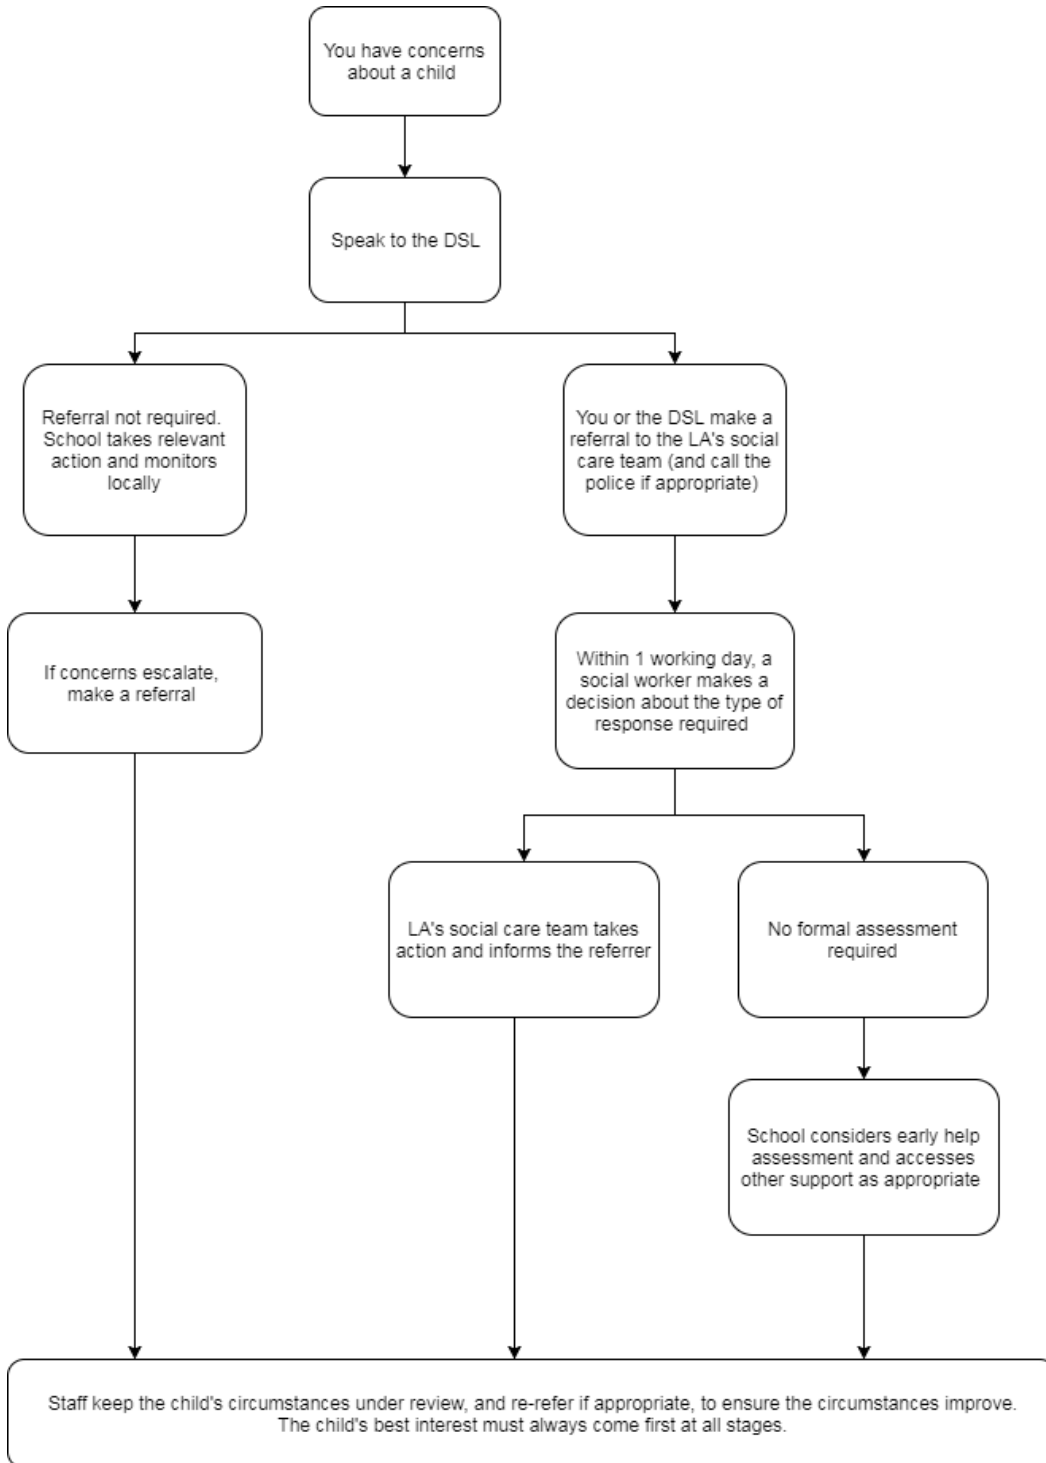 You have concerns
about a child
Speak to the DSL
Referral not required.
School takes relevant
action and monitors
locally
You or the DSL make a
referral to the LA's social
care team (and call the
police if appropriate)
If concerns escalate,
make a referral
Within 1 working day, a
social worker makes a
decision about the type of
response required
LA's social care team takes
action and informs the referrer
No formal assessment
required
School considers early help
assessment and accesses
other support as appropriate
Staff keep the child's circumstances under review, and re-refer if appropriate, to ensure the circumstances improve.
The child's best interest must always come first at all stages.